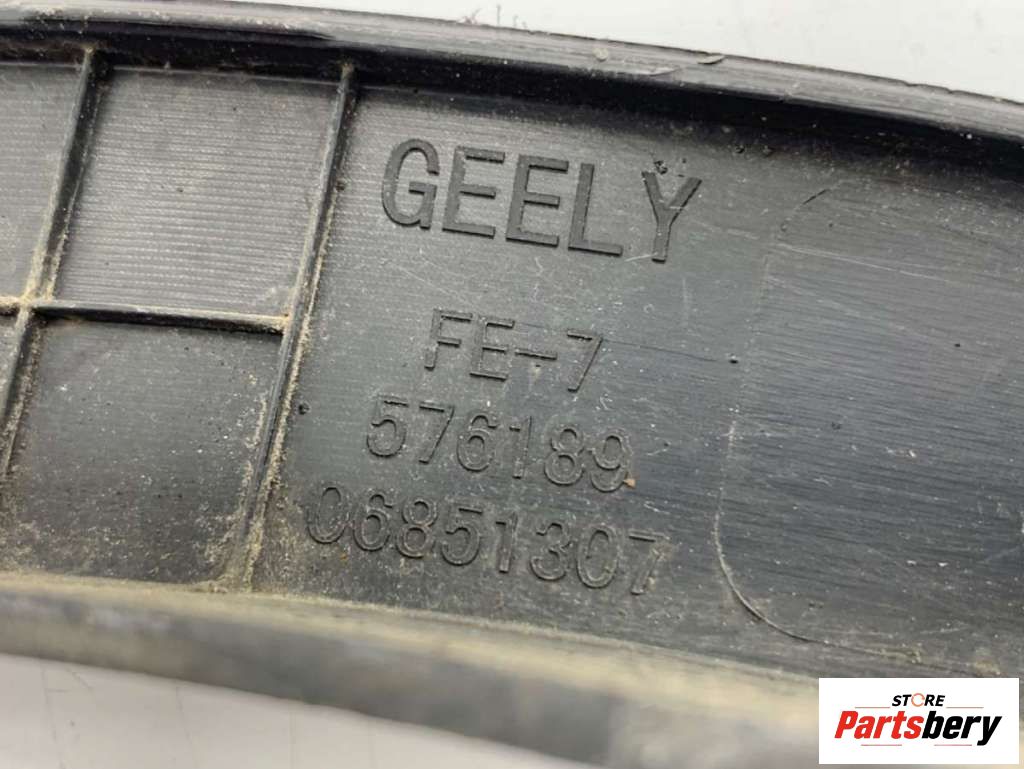 GEELY
FE-7
576189
06851307
STORE
Partsbery